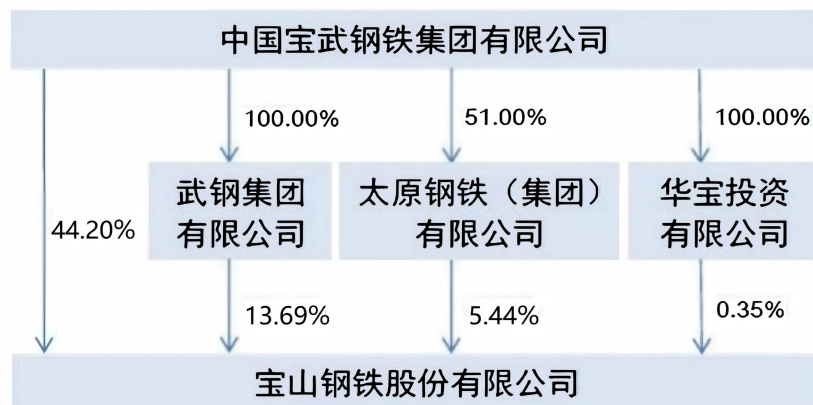 中国宝武钢铁集团有限公司
100.00%
51.00%
100.00%
武钢集团
有限公司
太原钢铁（集团）
有限公司
华宝投资
有限公司
44.20%
13.69%
5.44%
0.35%
宝山钢铁股份有限公司